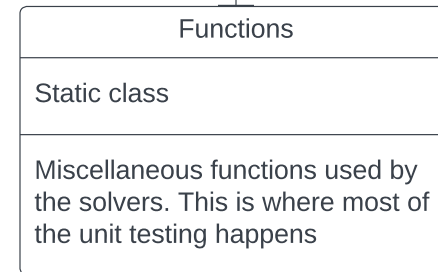 Functions
Static class
Miscellaneous functions used by
the solvers. This is where most of
the unit testing happens